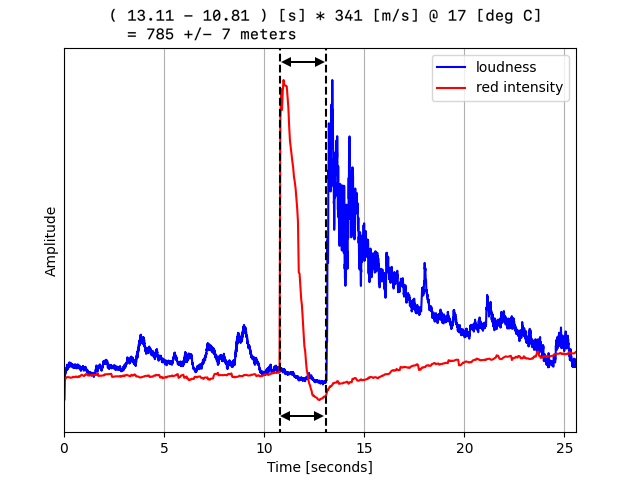 ( 13.11 - 10.81 ) [s] * 341 [m/s] @ 17 [deg C]
= 785 +/- 7 meters
loudness
red intensity
Amplitude
0 5 10 15 20 25
Time [seconds]